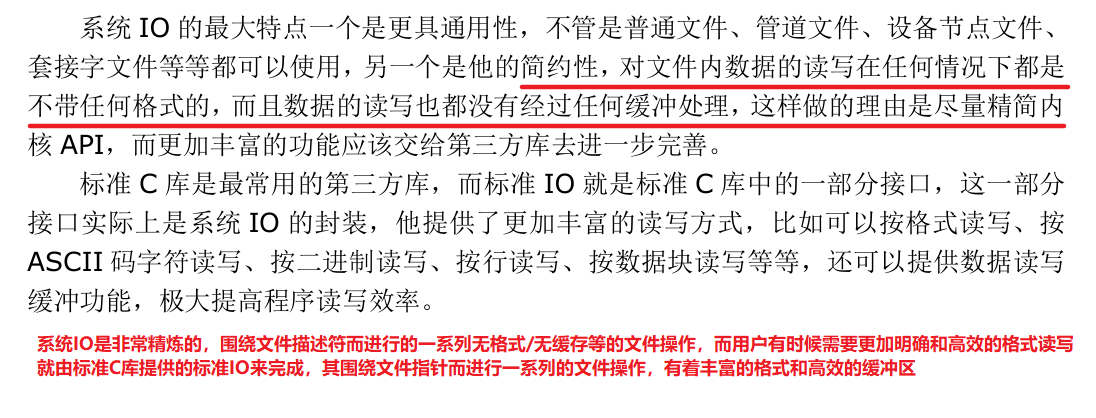 系统 IO 的最大特点一个是更具通用性，不管是普通文件、管道文件、设备节点文件、
套接字文件等等都可以使用，另一个是他的简约性，对文件内数据的读写在任何情况下都是
不带任何格式的，而且数据的读写也都没有经过任何缓冲处理，这样做的理由是尽量精简内
核 API，而更加丰富的功能应该交给第三方库去进一步完善。
标准 C 库是最常用的第三方库，而标准 IO 就是标准 C 库中的一部分接口，这一部分
接口实际上是系统 IO 的封装，他提供了更加丰富的读写方式，比如可以按格式读写、按
ASCII 码字符读写、按二进制读写、按行读写、按数据块读写等等，还可以提供数据读写
缓冲功能，极大提高程序读写效率。
系统IO是非常精炼的，围绕文件描述符而进行的一系列无格式/无缓存等的文件操作，而用户有时候需要更加明确和高效的格式读写
就由标准C库提供的标准IO来完成，其围绕文件指针而进行一系列的文件操作，有着丰富的格式和高效的缓冲区